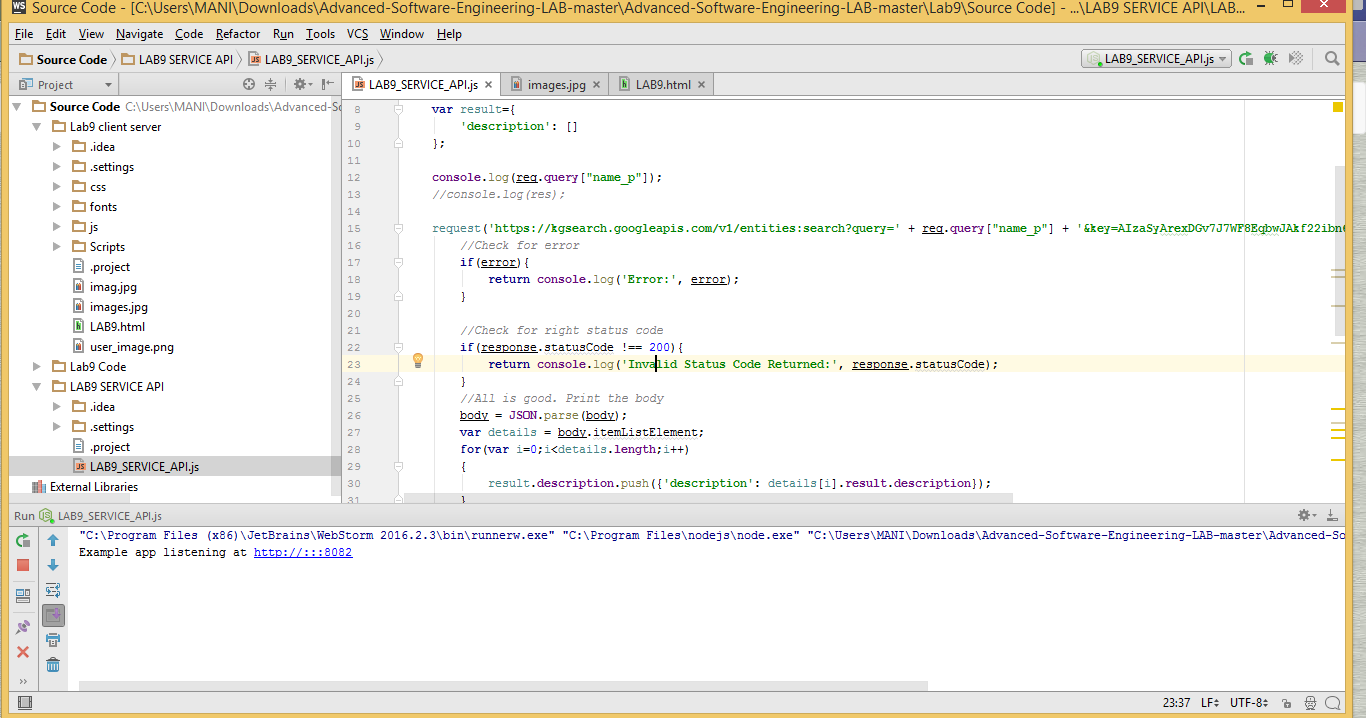 Source Code - [C:\Users\MANI\Downloads\Advanced-Software-Engineering-LAB-master\Advanced-Software-Engineering-LAB-master\Lab9\Source Code] - ...\LAB9 SERVICE API\LAB...
File Edit View Navigate Code Refactor Run Tools VCS Window Help
Source Code LAB9 SERVICE API LAB9_SERVICE_API.js LAB9_SERVICE_API.js
Project LAB9_SERVICE_API.js images.jpg LAB9.html
Source Code C:\Users\MANI\Downloads\Advanced-So
Lab9 client server
.idea
.settings
css
fonts
js
Scripts
.project
imag.jpg
images.jpg
LAB9.html
user_image.png
Lab9 Code
LAB9 SERVICE API
.idea
.settings
.project
LAB9_SERVICE_API.js
External Libraries
8 var result={
9 'description': []
10 };
11
12 console.log(req.query["name_p"]);
13 //console.log(res);
14
15 request('https://kgsearch.googleapis.com/v1/entities:search?query=' + req.query["name_p"] + '&key=AIzaSyArexDGv7J7WF8EqbwJAkf22ibn
16 //Check for error
17 if(error){
18 return console.log('Error:', error);
19 }
20
21 //Check for right status code
22 if(response.statusCode !== 200){
23 return console.log('Invalid Status Code Returned:', response.statusCode);
24 }
25 //All is good. Print the body
26 body = JSON.parse(body);
27 var details = body.itemListElement;
28 for(var i=0;i<details.length;i++)
29 {
30 result.description.push({'description': details[i].result.description});
31 }
Run LAB9_SERVICE_API.js
"C:\Program Files (x86)\JetBrains\WebStorm 2016.2.3\bin\runnerw.exe" "C:\Program Files\nodejs\node.exe" "C:\Users\MANI\Downloads\Advanced-Software-Engineering-LAB-master\Advanced-So
Example app listening at http://:::8082
23:37 LF UTF-8